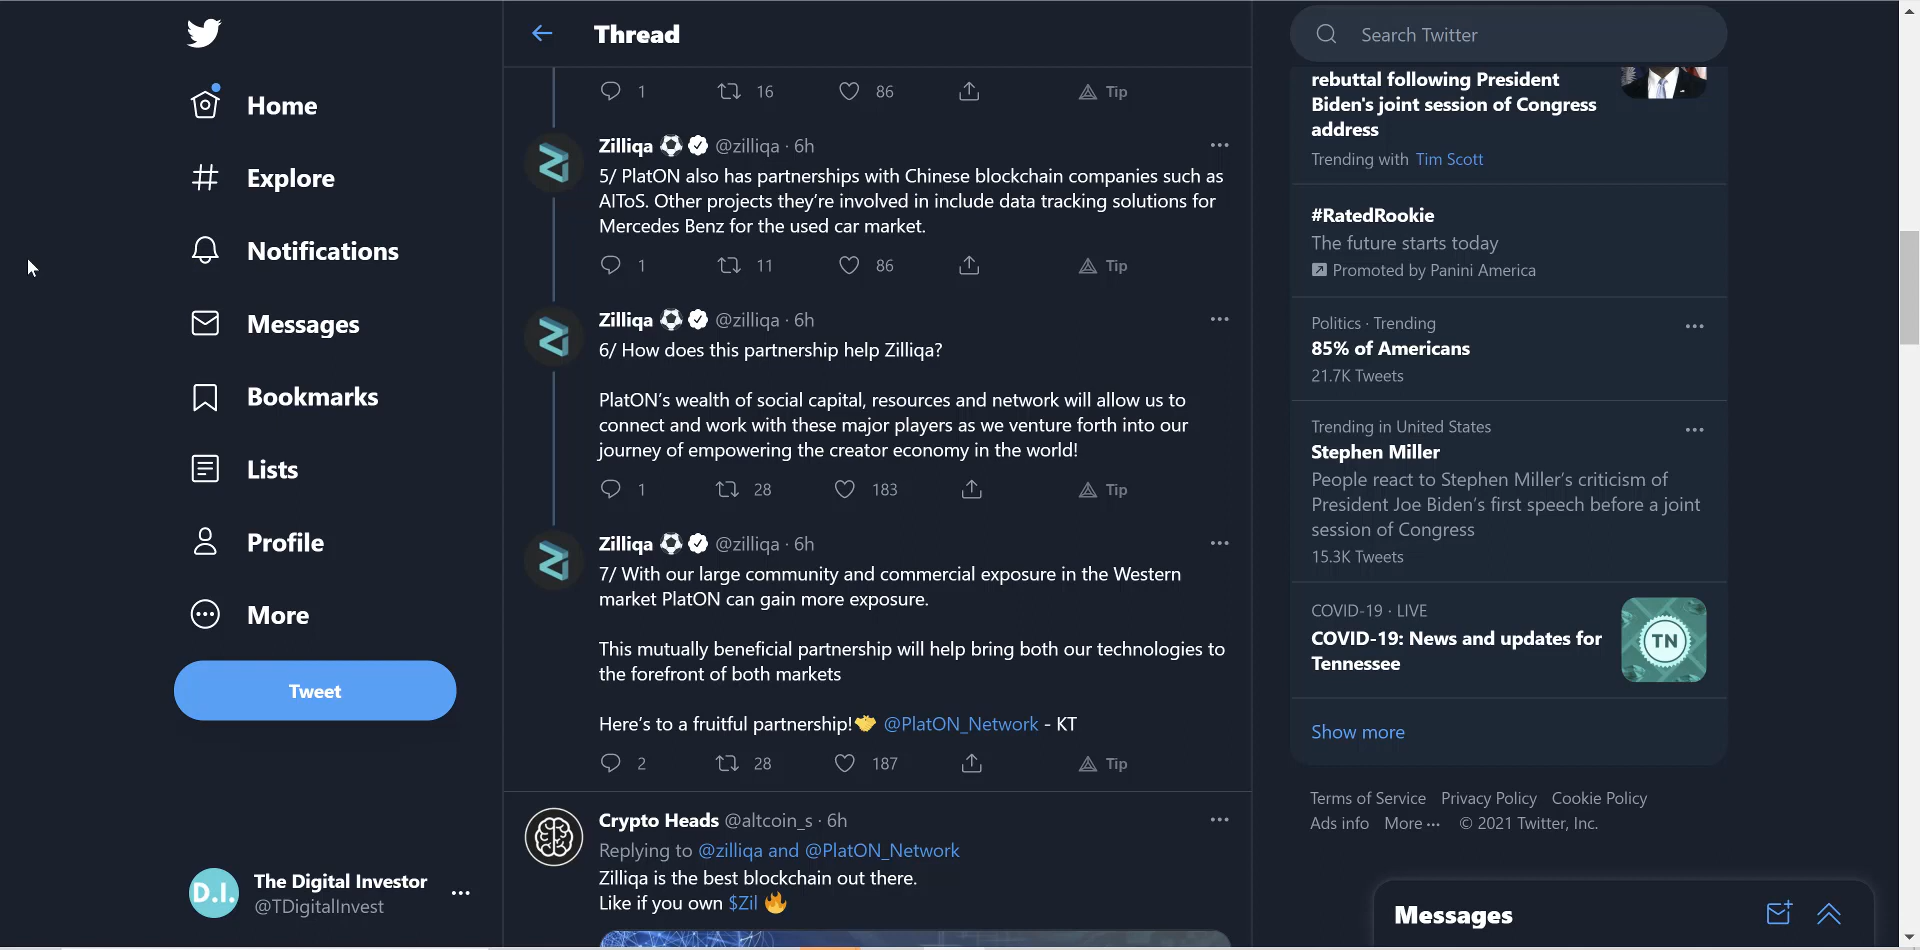 Home
Explore
Notifications
Messages
Bookmarks
Lists
Profile
More
Tweet
D.I.
The Digital Investor
@TDigitalInvest
Thread
1 16 86 Tip
Zilliqa @zilliqa · 6h
5/ PlatON also has partnerships with Chinese blockchain companies such as
AIToS. Other projects they're involved in include data tracking solutions for
Mercedes Benz for the used car market.
1 11 86 Tip
Zilliqa @zilliqa · 6h
6/ How does this partnership help Zilliqa?
PlatON's wealth of social capital, resources and network will allow us to
connect and work with these major players as we venture forth into our
journey of empowering the creator economy in the world!
1 28 183 Tip
Zilliqa @zilliqa · 6h
7/ With our large community and commercial exposure in the Western
market PlatON can gain more exposure.
This mutually beneficial partnership will help bring both our technologies to
the forefront of both markets
Here's to a fruitful partnership!🤝 @PlatON_Network - KT
2 28 187 Tip
Crypto Heads @altcoin_s · 6h
Replying to @zilliqa and @PlatON_Network
Zilliqa is the best blockchain out there.
Like if you own $Zil 🔥
Search Twitter
rebuttal following President
Biden's joint session of Congress
address
Trending with Tim Scott
#RatedRookie
The future starts today
Promoted by Panini America
Politics · Trending
85% of Americans
21.7K Tweets
Trending in United States
Stephen Miller
People react to Stephen Miller's criticism of
President Joe Biden's first speech before a joint
session of Congress
15.3K Tweets
COVID-19 · LIVE
COVID-19: News and updates for
Tennessee
TN
Show more
Terms of Service Privacy Policy Cookie Policy
Ads info More ··· © 2021 Twitter, Inc.
Messages